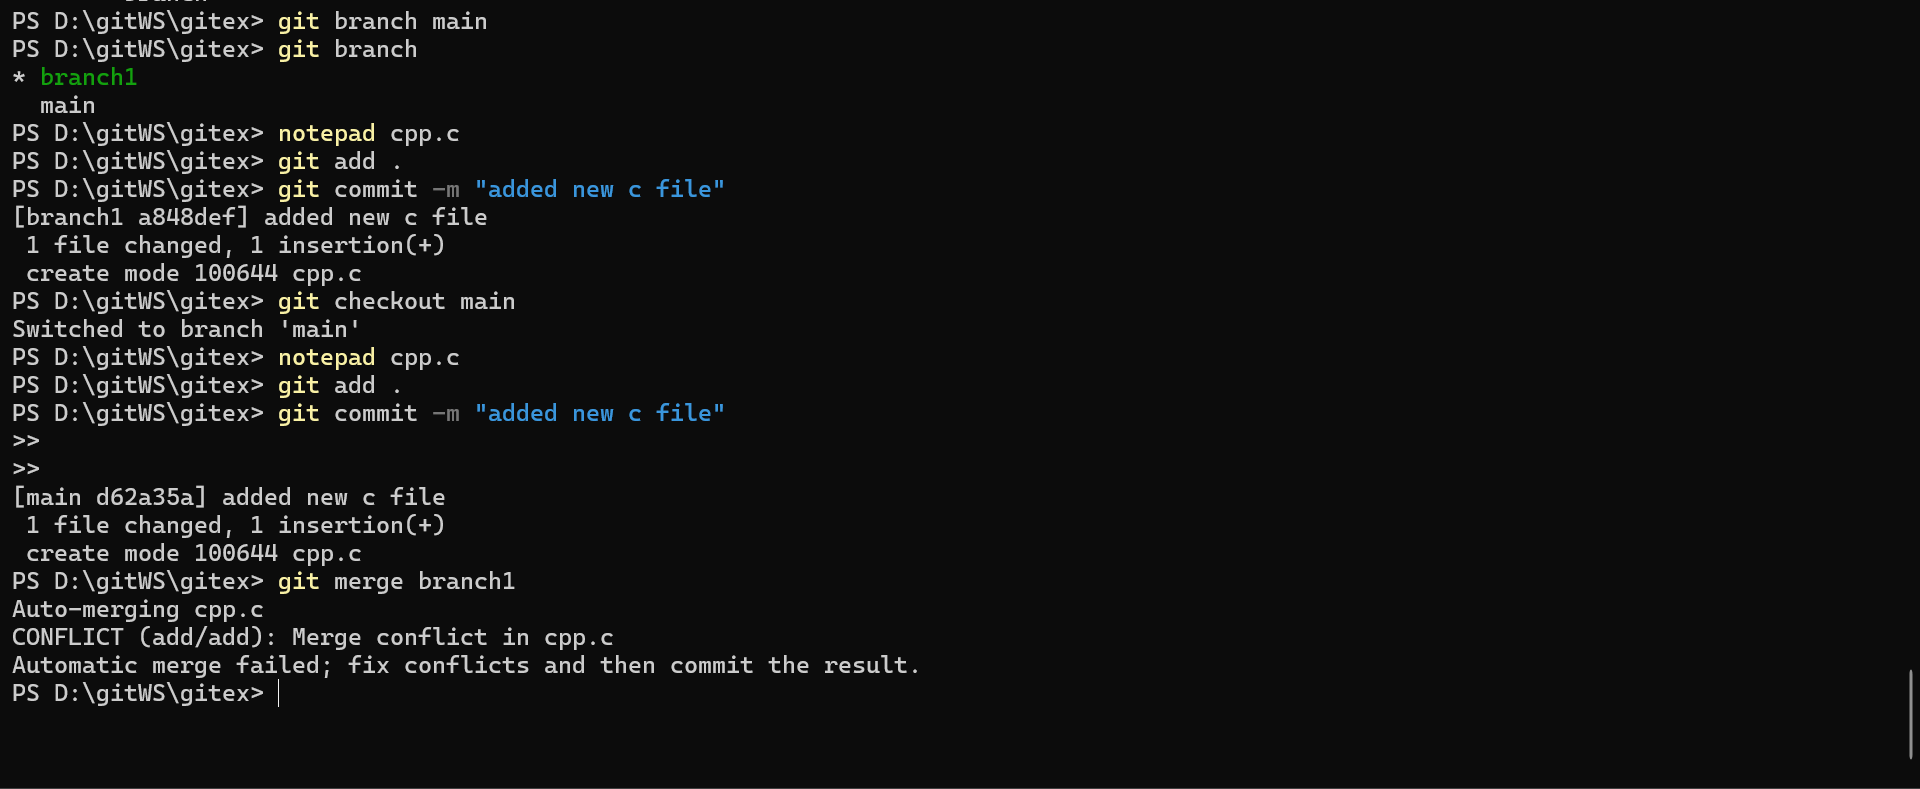 PS D:\gitWS\gitex> git branch main
PS D:\gitWS\gitex> git branch
* branch1
  main
PS D:\gitWS\gitex> notepad cpp.c
PS D:\gitWS\gitex> git add .
PS D:\gitWS\gitex> git commit -m "added new c file"
[branch1 a848def] added new c file
 1 file changed, 1 insertion(+)
 create mode 100644 cpp.c
PS D:\gitWS\gitex> git checkout main
Switched to branch 'main'
PS D:\gitWS\gitex> notepad cpp.c
PS D:\gitWS\gitex> git add .
PS D:\gitWS\gitex> git commit -m "added new c file"
>>
>>
[main d62a35a] added new c file
 1 file changed, 1 insertion(+)
 create mode 100644 cpp.c
PS D:\gitWS\gitex> git merge branch1
Auto-merging cpp.c
CONFLICT (add/add): Merge conflict in cpp.c
Automatic merge failed; fix conflicts and then commit the result.
PS D:\gitWS\gitex>